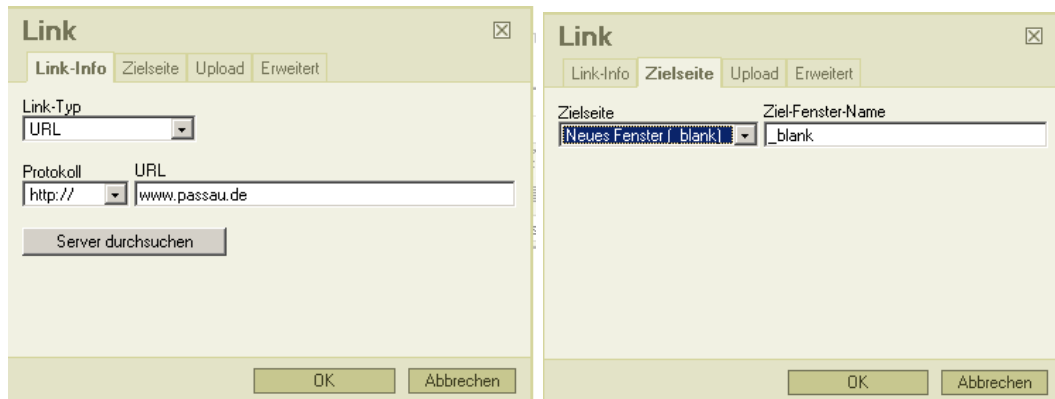 Link
Link-Info Zielseite Upload Erweitert
Link-Typ
URL
Protokoll URL
http:// www.passau.de
Server durchsuchen
OK Abbrechen
Link
Link-Info Zielseite Upload Erweitert
Zielseite Ziel-Fenster-Name
Neues Fenster (_blank) _blank
OK Abbrechen